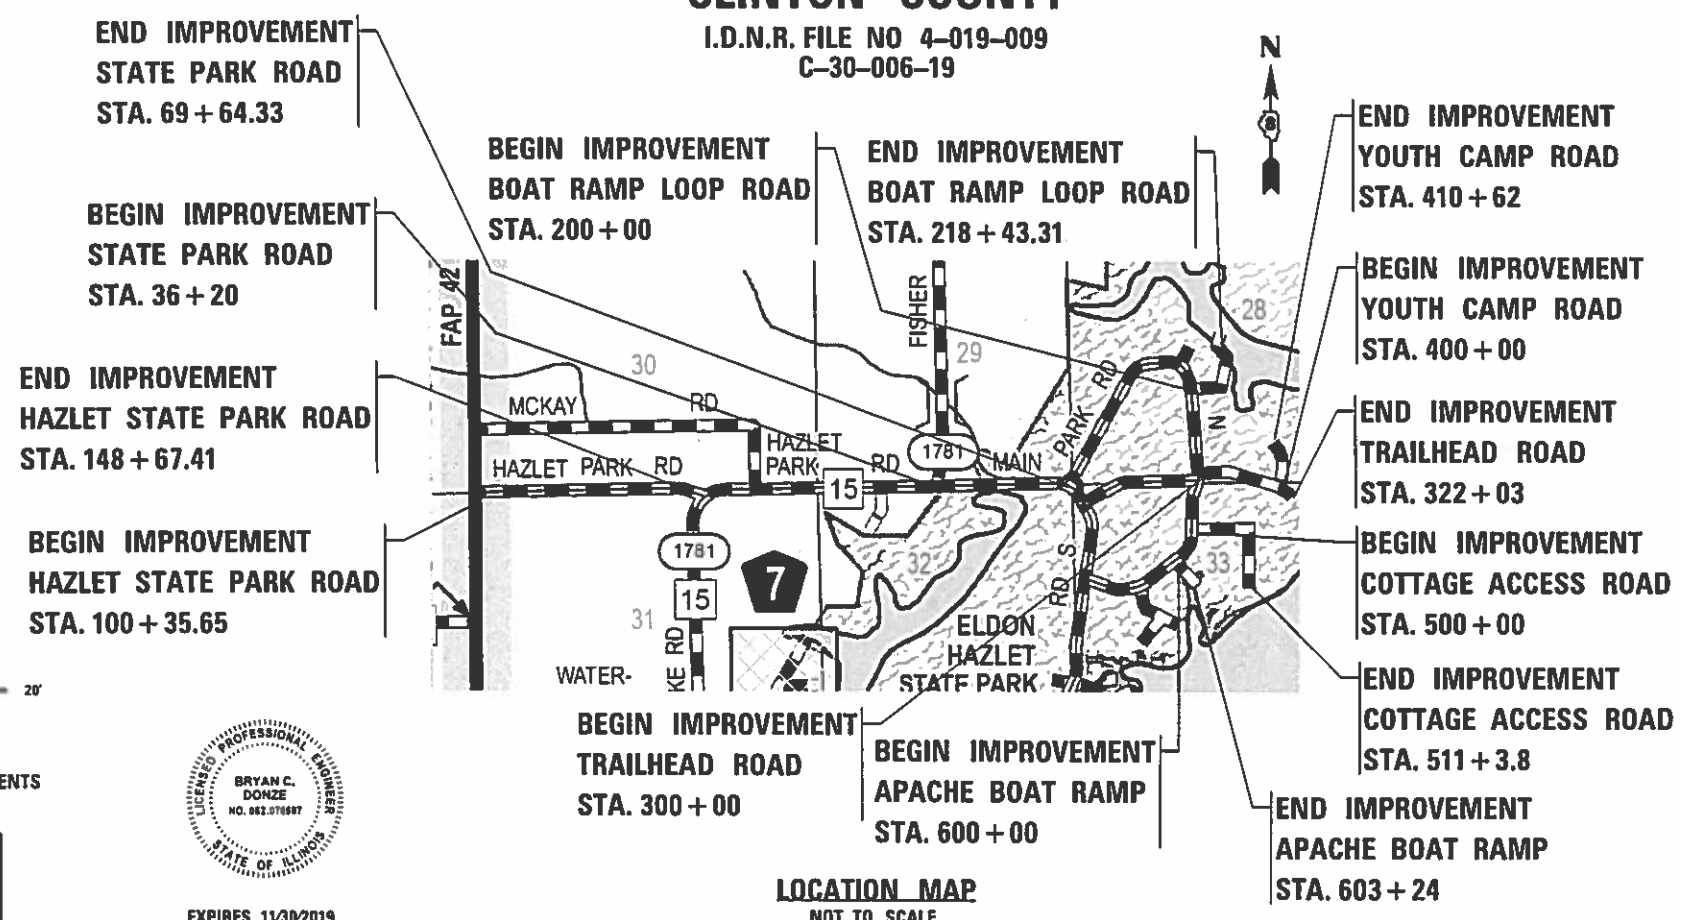 CLINTON COUNTY
I.D.N.R. FILE NO 4-019-009
C-30-006-19
N
END IMPROVEMENT
STATE PARK ROAD
STA. 69+64.33
BEGIN IMPROVEMENT
STATE PARK ROAD
STA. 36+20
END IMPROVEMENT
HAZLET STATE PARK ROAD
STA. 148+67.41
BEGIN IMPROVEMENT
HAZLET STATE PARK ROAD
STA. 100+35.65
BEGIN IMPROVEMENT
BOAT RAMP LOOP ROAD
STA. 200+00
END IMPROVEMENT
BOAT RAMP LOOP ROAD
STA. 218+43.31
END IMPROVEMENT
YOUTH CAMP ROAD
STA. 410+62
BEGIN IMPROVEMENT
YOUTH CAMP ROAD
STA. 400+00
END IMPROVEMENT
TRAILHEAD ROAD
STA. 322+03
BEGIN IMPROVEMENT
COTTAGE ACCESS ROAD
STA. 500+00
END IMPROVEMENT
COTTAGE ACCESS ROAD
STA. 511+3.8
END IMPROVEMENT
APACHE BOAT RAMP
STA. 603+24
BEGIN IMPROVEMENT
APACHE BOAT RAMP
STA. 600+00
BEGIN IMPROVEMENT
TRAILHEAD ROAD
STA. 300+00
FAP 42
30
MCKAY RD
HAZLET PARK RD
HAZLET
PARK
15
RD
FISHER
29
1781
MAIN
PARK RD
28
N
1781
15
7
31
32
33
RD S
KE RD
WATER-
ELDON
HAZLET
STATE PARK
20'
ENTS
LICENSED PROFESSIONAL ENGINEER
BRYAN C.
DONZE
STATE OF ILLINOIS
EXPIRES 11/30/2019
LOCATION MAP
NOT TO SCALE